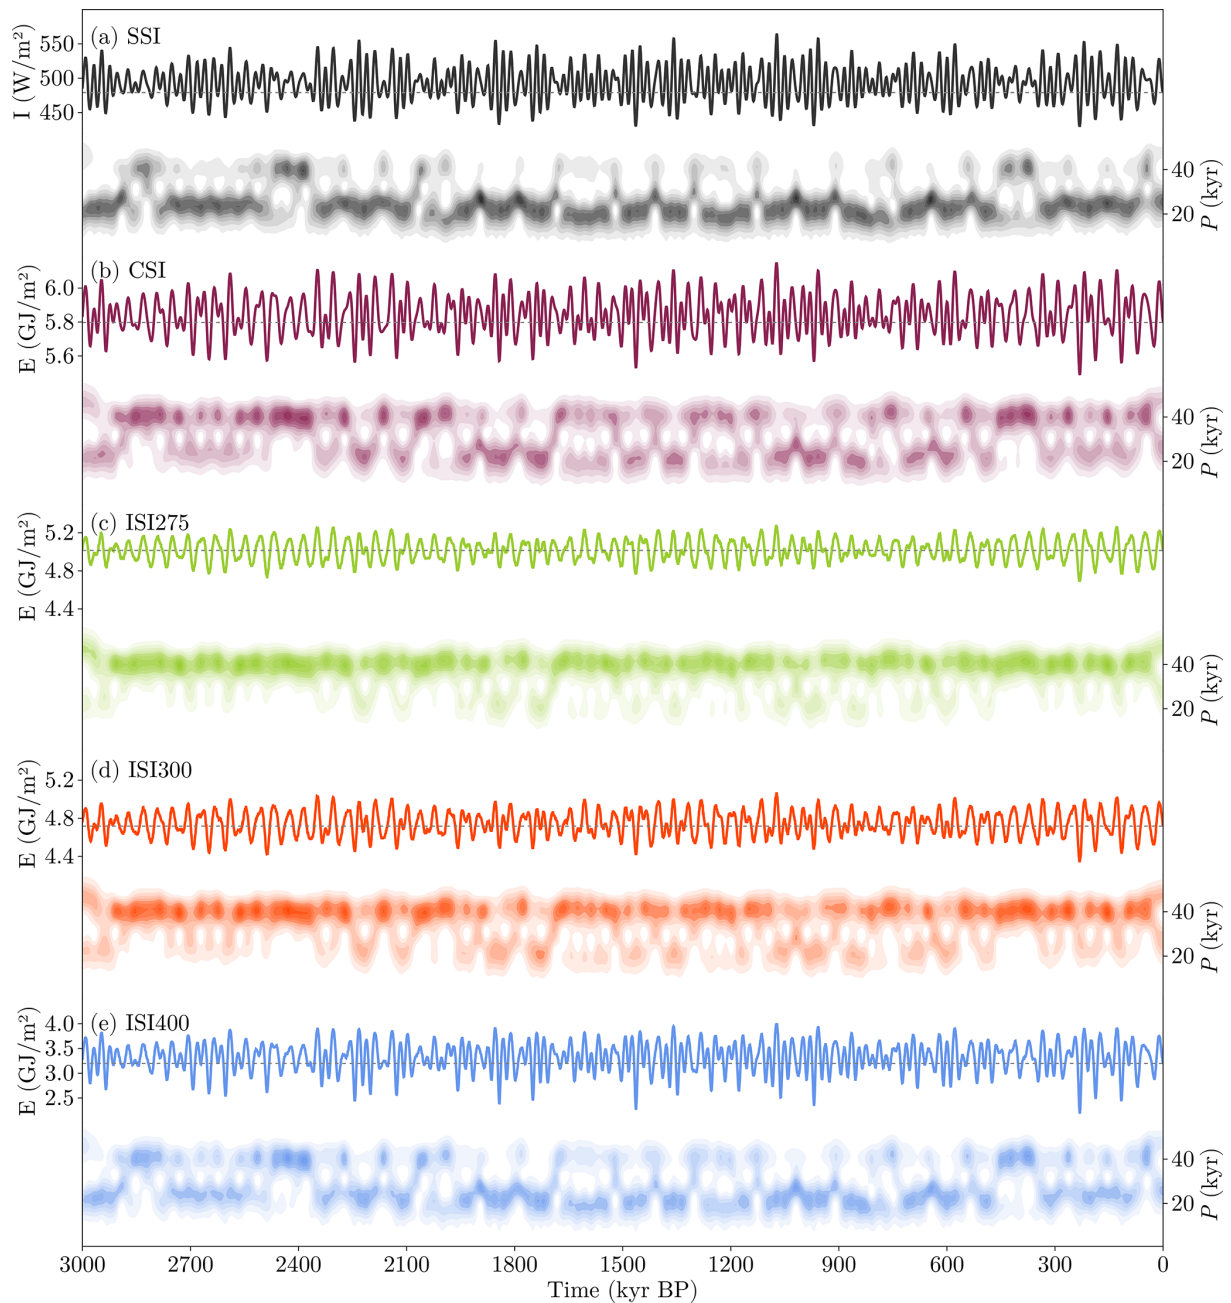 (a) SSI
I (W/m²)
550
500
450
40
20
P (kyr)
(b) CSI
E (GJ/m²)
6.0
5.8
5.6
40
20
P (kyr)
(c) ISI275
E (GJ/m²)
5.2
4.8
4.4
40
20
P (kyr)
(d) ISI300
E (GJ/m²)
5.2
4.8
4.4
40
20
P (kyr)
(e) ISI400
E (GJ/m²)
4.0
3.5
3.0
2.5
40
20
P (kyr)
3000 2700 2400 2100 1800 1500 1200 900 600 300 0
Time (kyr BP)